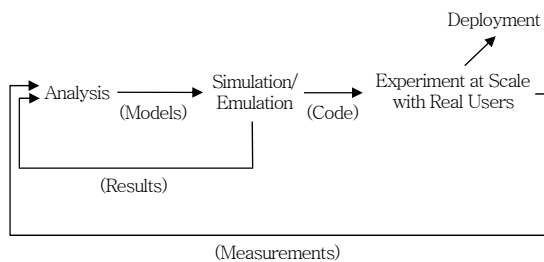 Deployment
Analysis
(Models)
Simulation/
Emulation
(Code)
Experiment at Scale
with Real Users
(Results)
(Measurements)